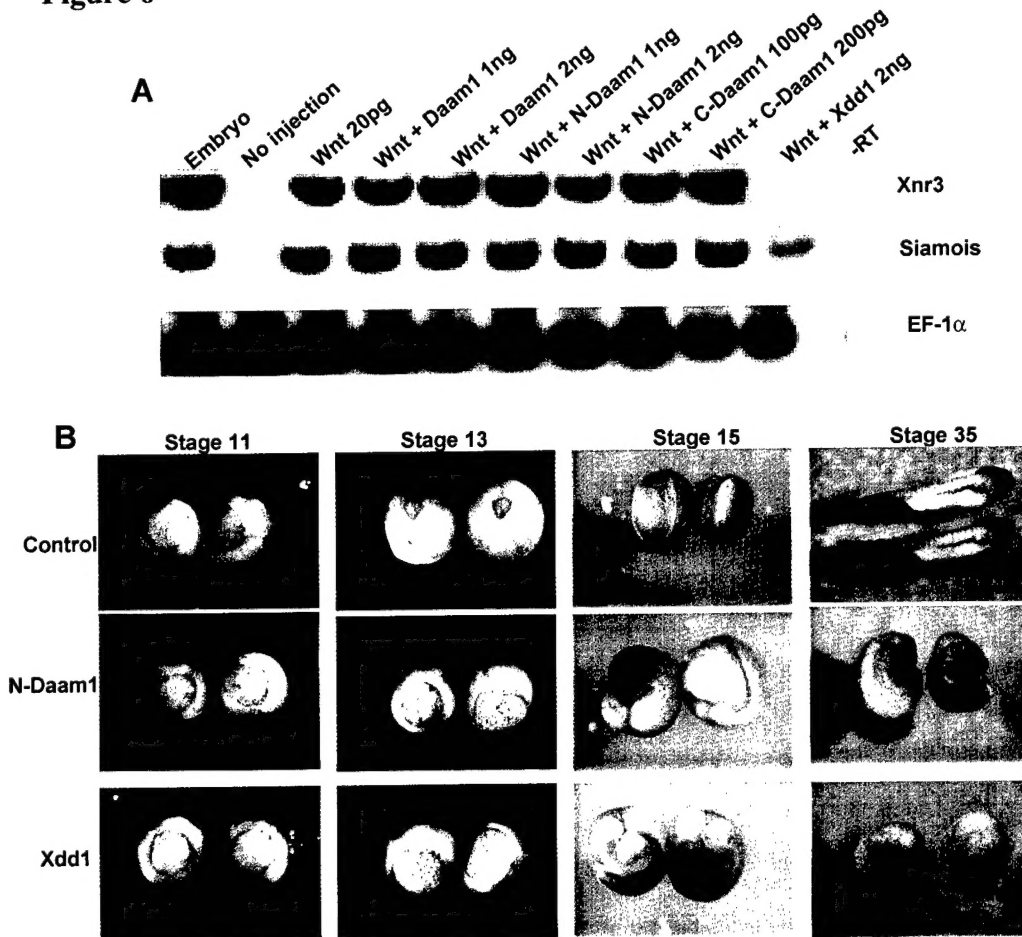 A
Embryo
No injection
Wnt 20pg
Wnt + Daam1 1ng
Wnt + Daam1 2ng
Wnt + N-Daam1 1ng
Wnt + N-Daam1 2ng
Wnt + C-Daam1 100pg
Wnt + C-Daam1 200pg
Wnt + Xdd1 2ng
-RT
Xnr3
Siamois
EF-1α
B
Stage 11
Stage 13
Stage 15
Stage 35
Control
N-Daam1
Xdd1